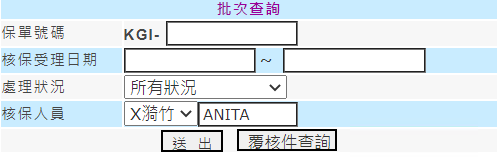 批次查詢
保單號碼 KGI-
核保受理日期 ~
處理狀況 所有狀況
核保人員 X漪竹 ANITA
送 出 覆核件查詢